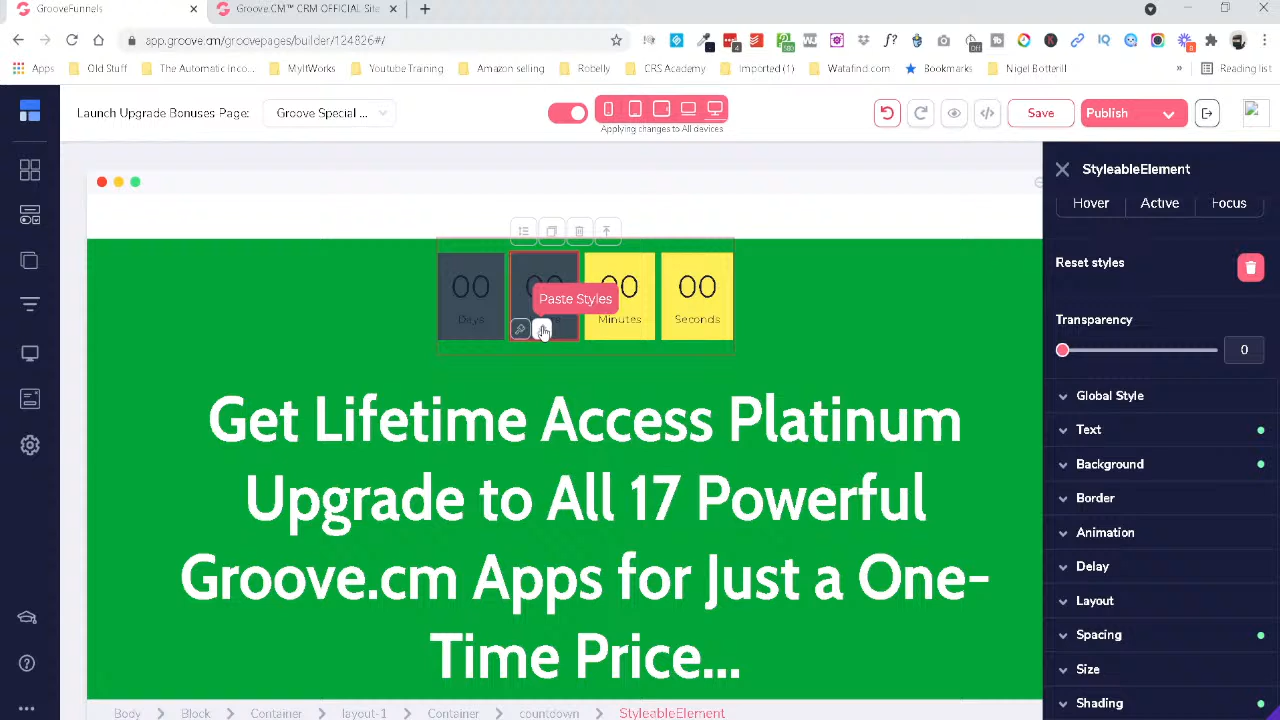 GrooveFunnels
Groove.CM™ CRM OFFICIAL Site
app.groove.cm/groovepages/builder/134826#/
Apps
Old Stuff
The Automatic Inco...
MyItWorks
Youtube Training
Amazon selling
Robelly
CRS Academy
Imported (1)
Watafind.com
Bookmarks
Nigel Botterill
»
Reading list
Launch Upgrade Bonuses Page:
Groove Special ...
Applying changes to All devices
Save
Publish
StyleableElement
Hover
Active
Focus
Reset styles
Transparency
0
Global Style
Text
Background
Border
Animation
Delay
Layout
Spacing
Size
Shading
00
Days
00
Paste Styles
00
Minutes
00
Seconds
Get Lifetime Access Platinum
Upgrade to All 17 Powerful
Groove.cm Apps for Just a One-
Time Price...
Body > Block > Container > layout-1 > Container > countdown > StyleableElement